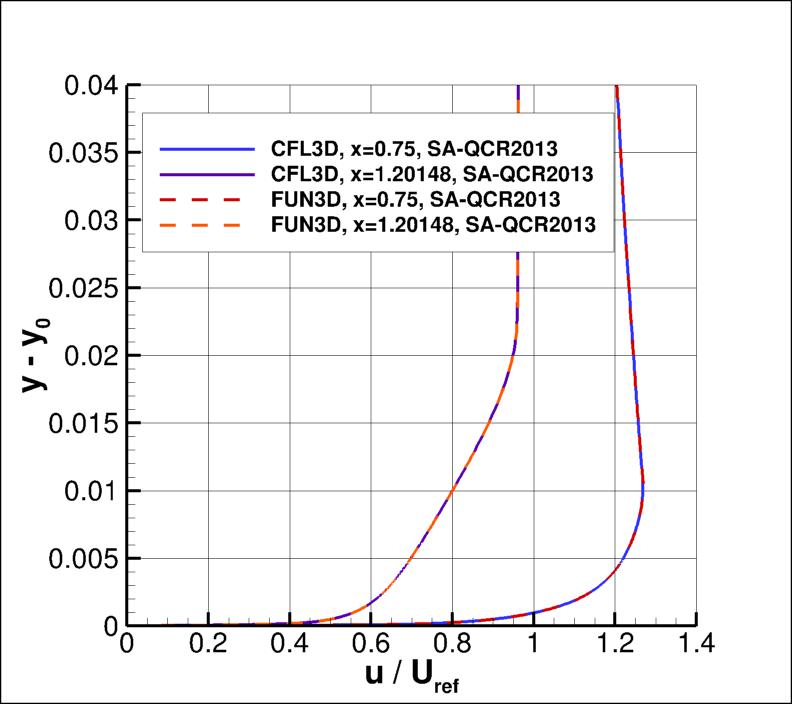 0.04
0.035
0.03
0.025
0.02
0.015
0.01
0.005
0
y - y0
CFL3D, x=0.75, SA-QCR2013
CFL3D, x=1.20148, SA-QCR2013
FUN3D, x=0.75, SA-QCR2013
FUN3D, x=1.20148, SA-QCR2013
0 0.2 0.4 0.6 0.8 1 1.2 1.4
u / Uref